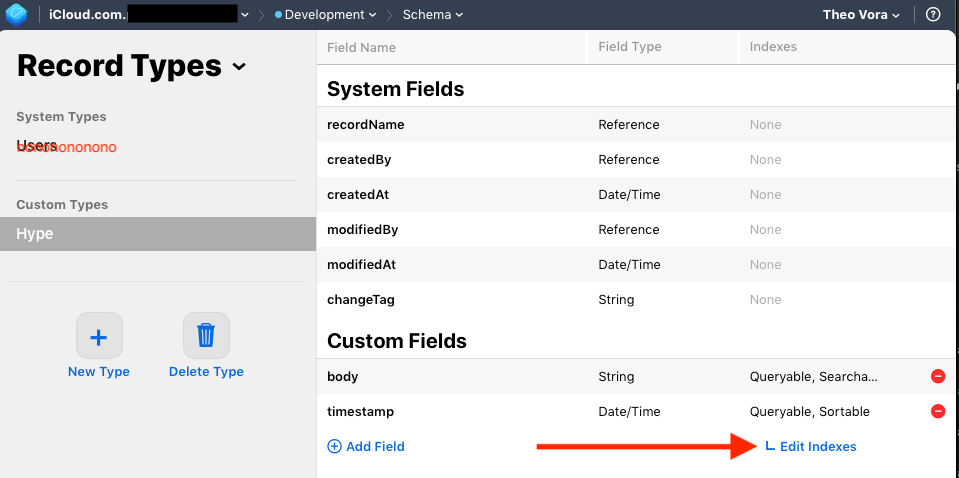 iCloud.com. Development Schema Theo Vora ?
Record Types
System Types
Users
nononononono
Custom Types
Hype
New Type Delete Type
Field Name Field Type Indexes
System Fields
recordName Reference None
createdBy Reference None
createdAt Date/Time None
modifiedBy Reference None
modifiedAt Date/Time None
changeTag String None
Custom Fields
body String Queryable, Searcha...
timestamp Date/Time Queryable, Sortable
Add Field Edit Indexes